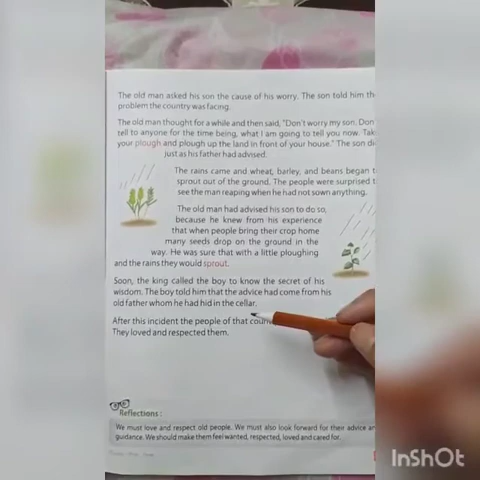 The old man asked his son the cause of his worry. The son told him the
problem the country was facing.
The old man thought for a while and then said, "Don't worry my son. Don
tell to anyone for the time being, what I am going to tell you now. Tak
your plough and plough up the land in front of your house." The son di
just as his father had advised.
The rains came and wheat, barley, and beans began t
sprout out of the ground. The people were surprised t
see the man reaping when he had not sown anything.
The old man had advised his son to do so,
because he knew from his experience
that when people bring their crop home
many seeds drop on the ground in the
way. He was sure that with a little ploughing
and the rains they would sprout.
Soon, the king called the boy to know the secret of his
wisdom. The boy told him that the advice had come from his
old father whom he had hid in the cellar.
After this incident the people of that coun
They loved and respected them.
Reflections :
We must love and respect old people. We must also look forward for their advice an
guidance. We should make them feel wanted, respected, loved and cared for.
InShOt